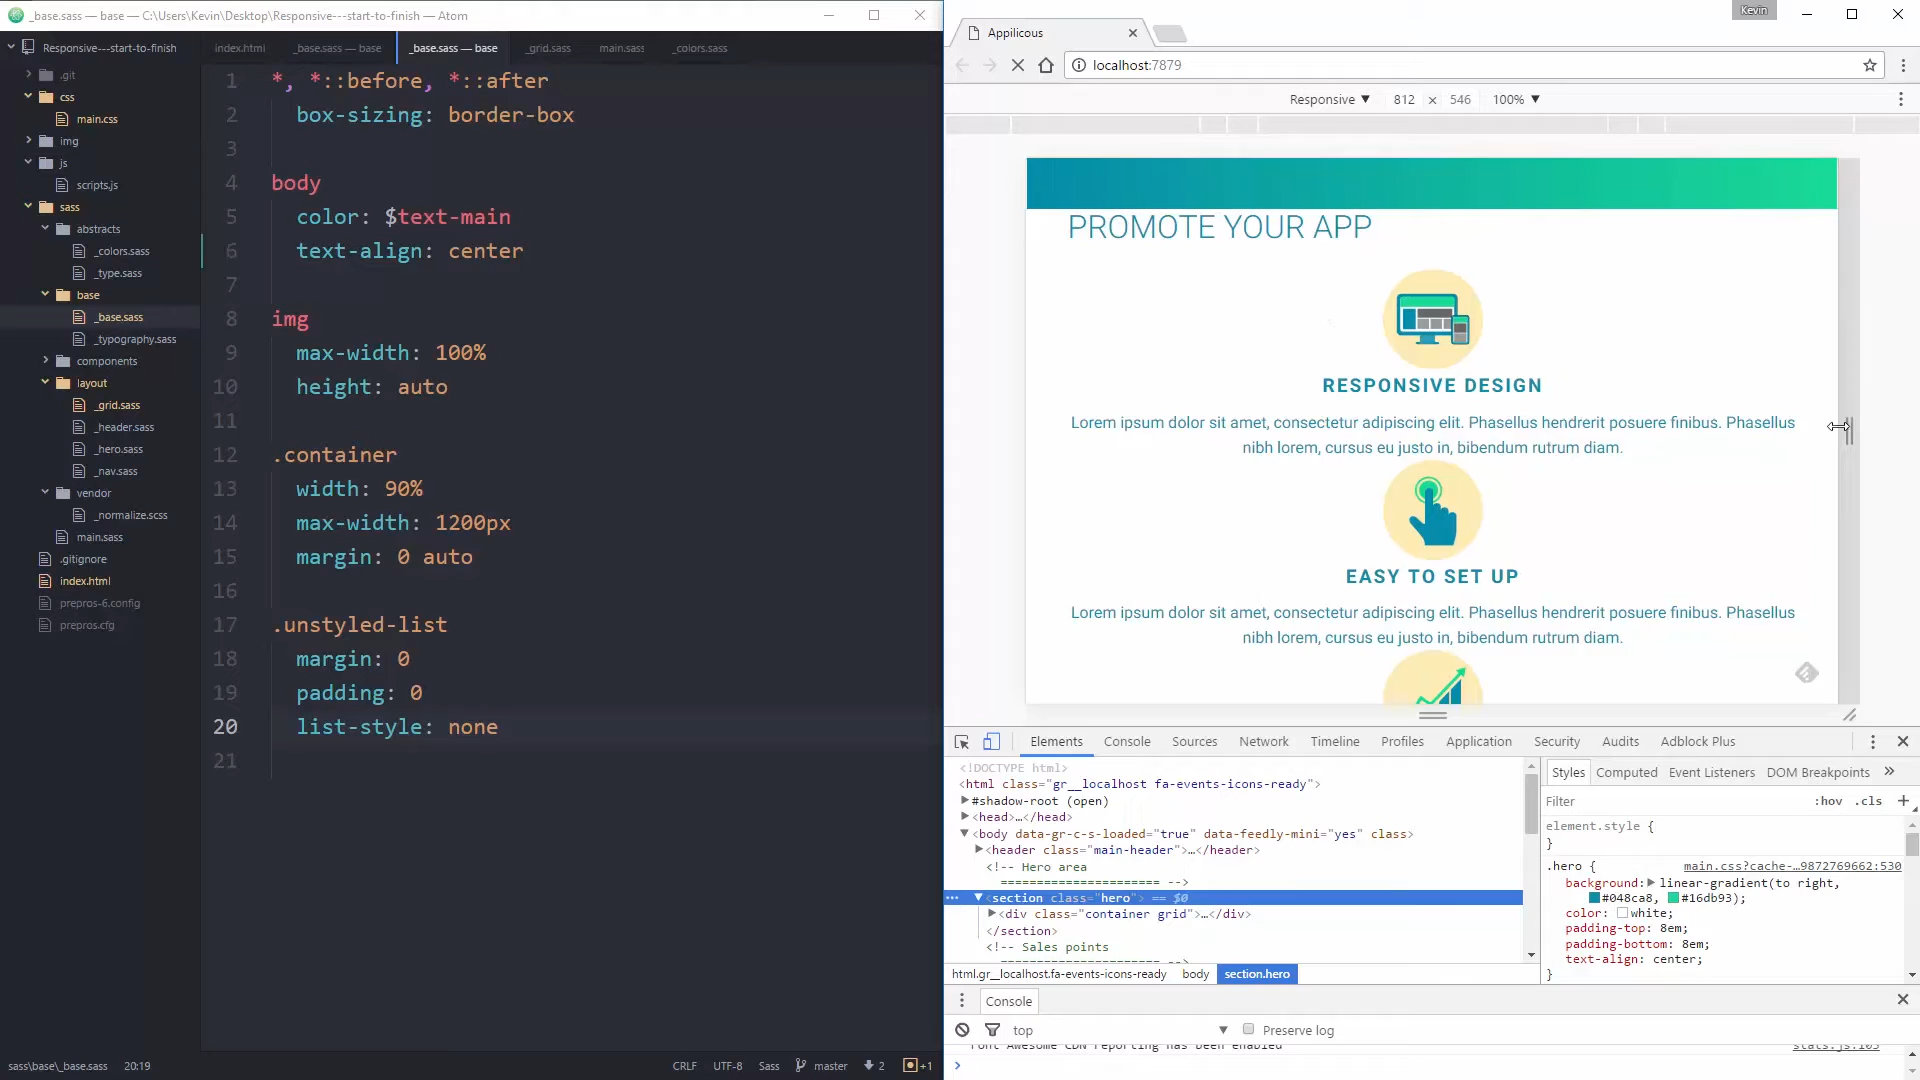 _base.sass — base — C:\Users\Kevin\Desktop\Responsive---start-to-finish — Atom
Responsive---start-to-finish
.git
css
main.css
img
js
scripts.js
sass
abstracts
_colors.sass
_type.sass
base
_base.sass
_typography.sass
components
layout
_grid.sass
_header.sass
_hero.sass
_nav.sass
vendor
_normalize.scss
main.sass
.gitignore
index.html
prepros-6.config
prepros.cfg
index.html
_base.sass — base
_base.sass — base
_grid.sass
main.sass
_colors.sass
1 *, *::before, *::after
2 box-sizing: border-box
3
4 body
5 color: $text-main
6 text-align: center
7
8 img
9 max-width: 100%
10 height: auto
11
12 .container
13 width: 90%
14 max-width: 1200px
15 margin: 0 auto
16
17 .unstyled-list
18 margin: 0
19 padding: 0
20 list-style: none
21
sass\base\_base.sass 20:19 CRLF UTF-8 Sass master 2 +1
Kevin
Appilicous
localhost:7879
Responsive ▼ 812 × 546 100% ▼
PROMOTE YOUR APP
RESPONSIVE DESIGN
Lorem ipsum dolor sit amet, consectetur adipiscing elit. Phasellus hendrerit posuere finibus. Phasellus
nibh lorem, cursus eu justo in, bibendum rutrum diam.
EASY TO SET UP
Lorem ipsum dolor sit amet, consectetur adipiscing elit. Phasellus hendrerit posuere finibus. Phasellus
nibh lorem, cursus eu justo in, bibendum rutrum diam.
Elements Console Sources Network Timeline Profiles Application Security Audits Adblock Plus
<!DOCTYPE html>
<html class="gr__localhost fa-events-icons-ready">
#shadow-root (open)
<head>…</head>
<body data-gr-c-s-loaded="true" data-feedly-mini="yes" class>
<header class="main-header">…</header>
<!-- Hero area
====================== -->
<section class="hero"> == $0
<div class="container grid">…</div>
</section>
<!-- Sales points
====================== -->
html.gr__localhost.fa-events-icons-ready body section.hero
Styles Computed Event Listeners DOM Breakpoints »
Filter :hov .cls +
element.style {
}
.hero { main.css?cache-…9872769662:530
background: linear-gradient(to right,
#048ca8, #16db93);
color: white;
padding-top: 8em;
padding-bottom: 8em;
text-align: center;
}
Console
top ▼ Preserve log
Font Awesome CDN reporting has been enabled stats.js:105